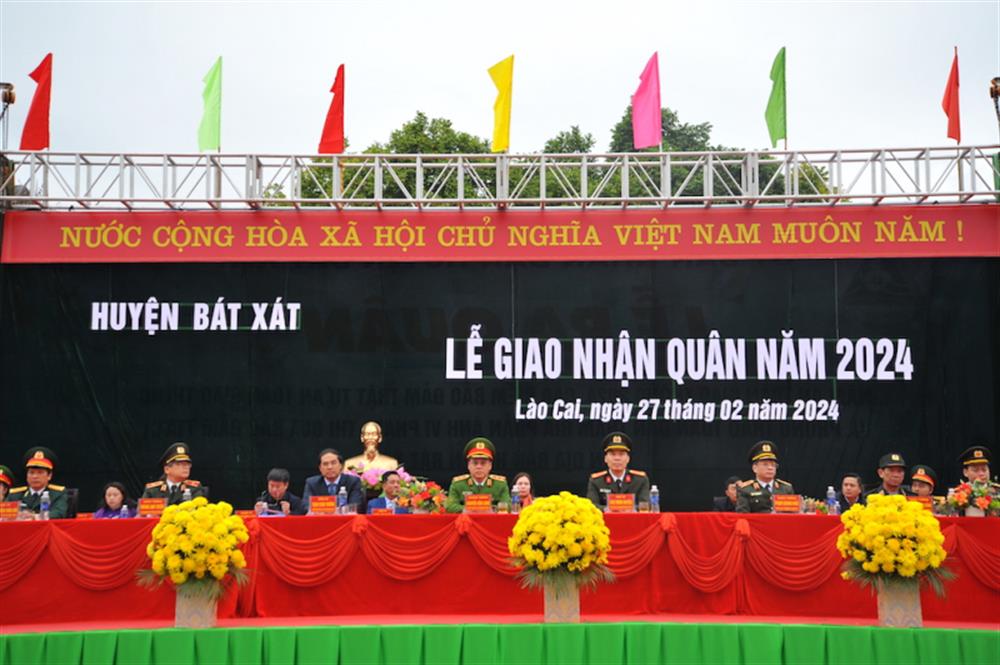 NƯỚC CỘNG HÒA XÃ HỘI CHỦ NGHĨA VIỆT NAM MUÔN NĂM !
HUYỆN BÁT XÁT
LỄ GIAO NHẬN QUÂN NĂM 2024
Lào Cai, ngày 27 tháng 02 năm 2024